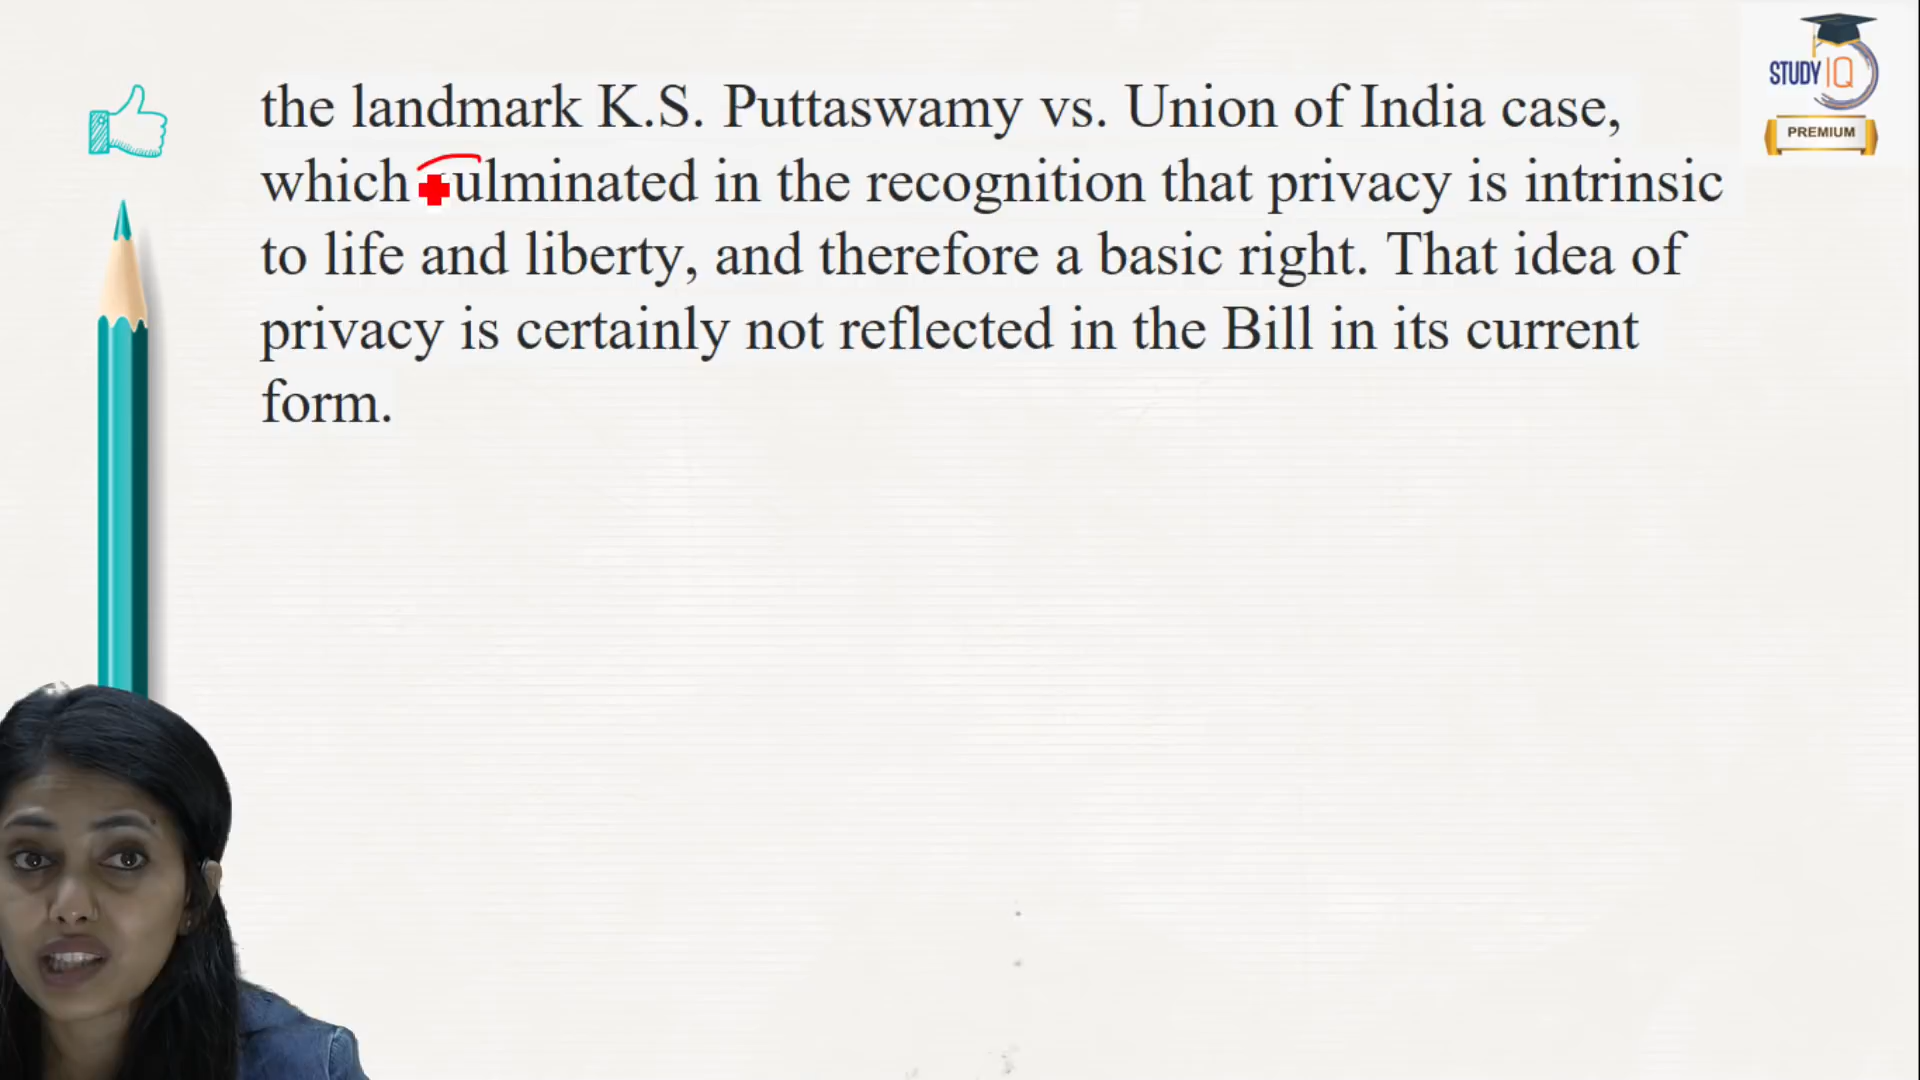 the landmark K.S. Puttaswamy vs. Union of India case,
which culminated in the recognition that privacy is intrinsic
to life and liberty, and therefore a basic right. That idea of
privacy is certainly not reflected in the Bill in its current
form.
STUDY IQ
PREMIUM